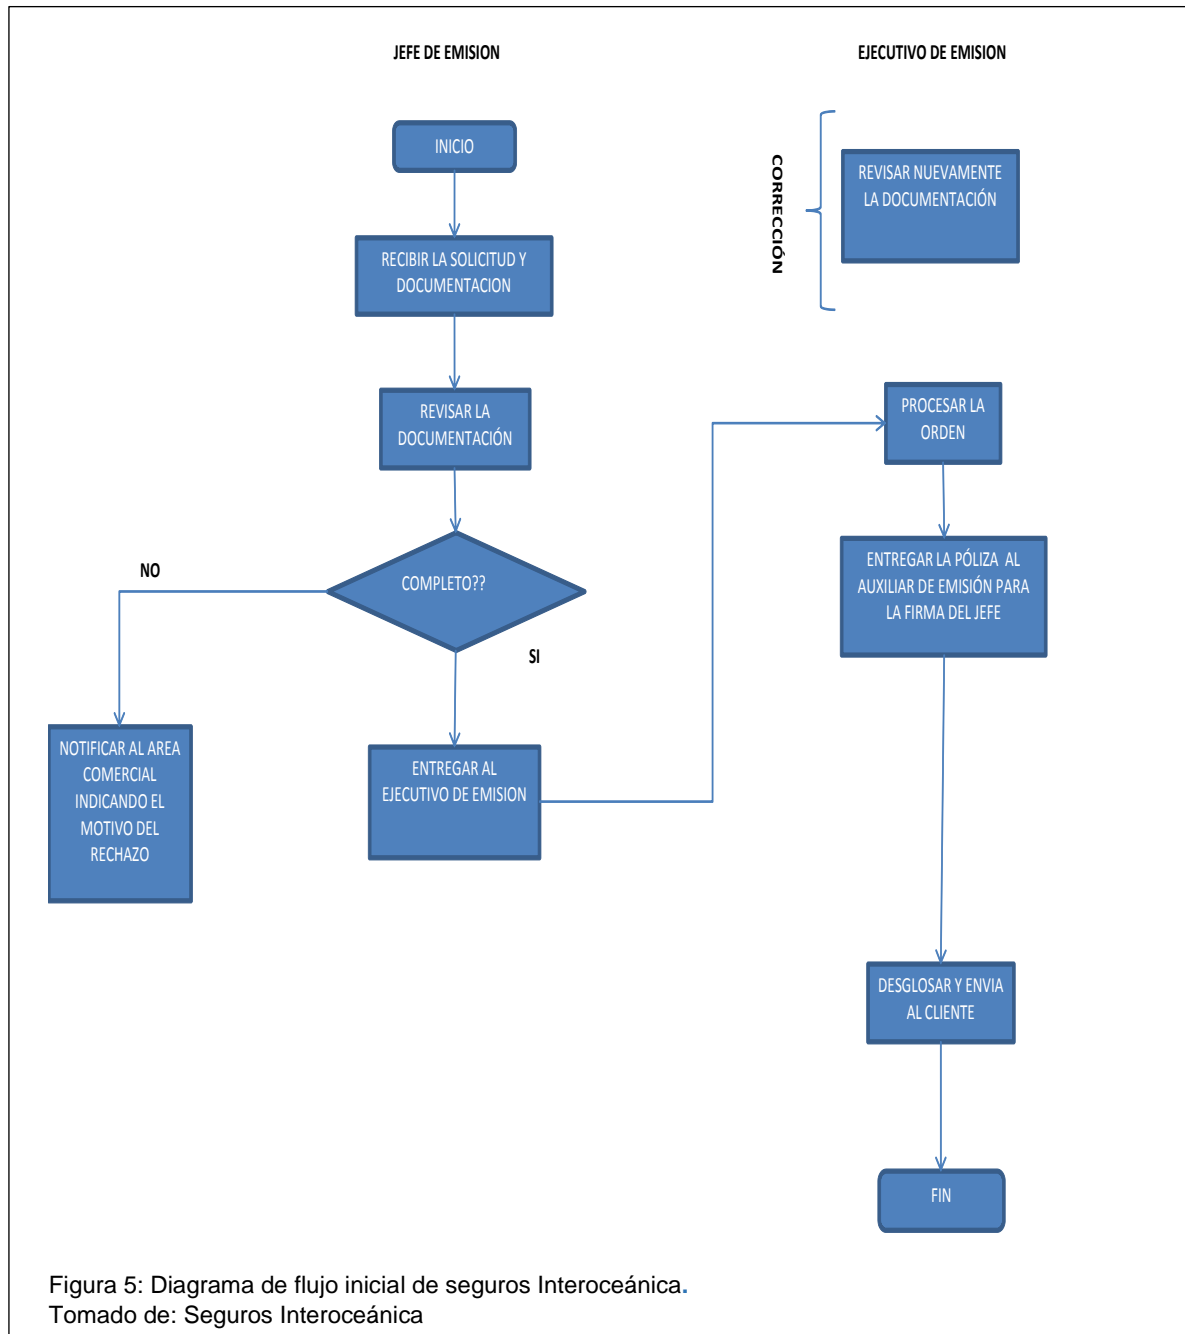 JEFE DE EMISION
EJECUTIVO DE EMISION
INICIO
RECIBIR LA SOLICITUD Y
DOCUMENTACION
REVISAR LA
DOCUMENTACIÓN
COMPLETO??
NO
SI
NOTIFICAR AL AREA
COMERCIAL
INDICANDO EL
MOTIVO DEL
RECHAZO
ENTREGAR AL
EJECUTIVO DE EMISION
CORRECCIÓN
REVISAR NUEVAMENTE
LA DOCUMENTACIÓN
PROCESAR LA
ORDEN
ENTREGAR LA PÓLIZA AL
AUXILIAR DE EMISIÓN PARA
LA FIRMA DEL JEFE
DESGLOSAR Y ENVIA
AL CLIENTE
FIN
Figura 5: Diagrama de flujo inicial de seguros Interoceánica.
Tomado de: Seguros Interoceánica